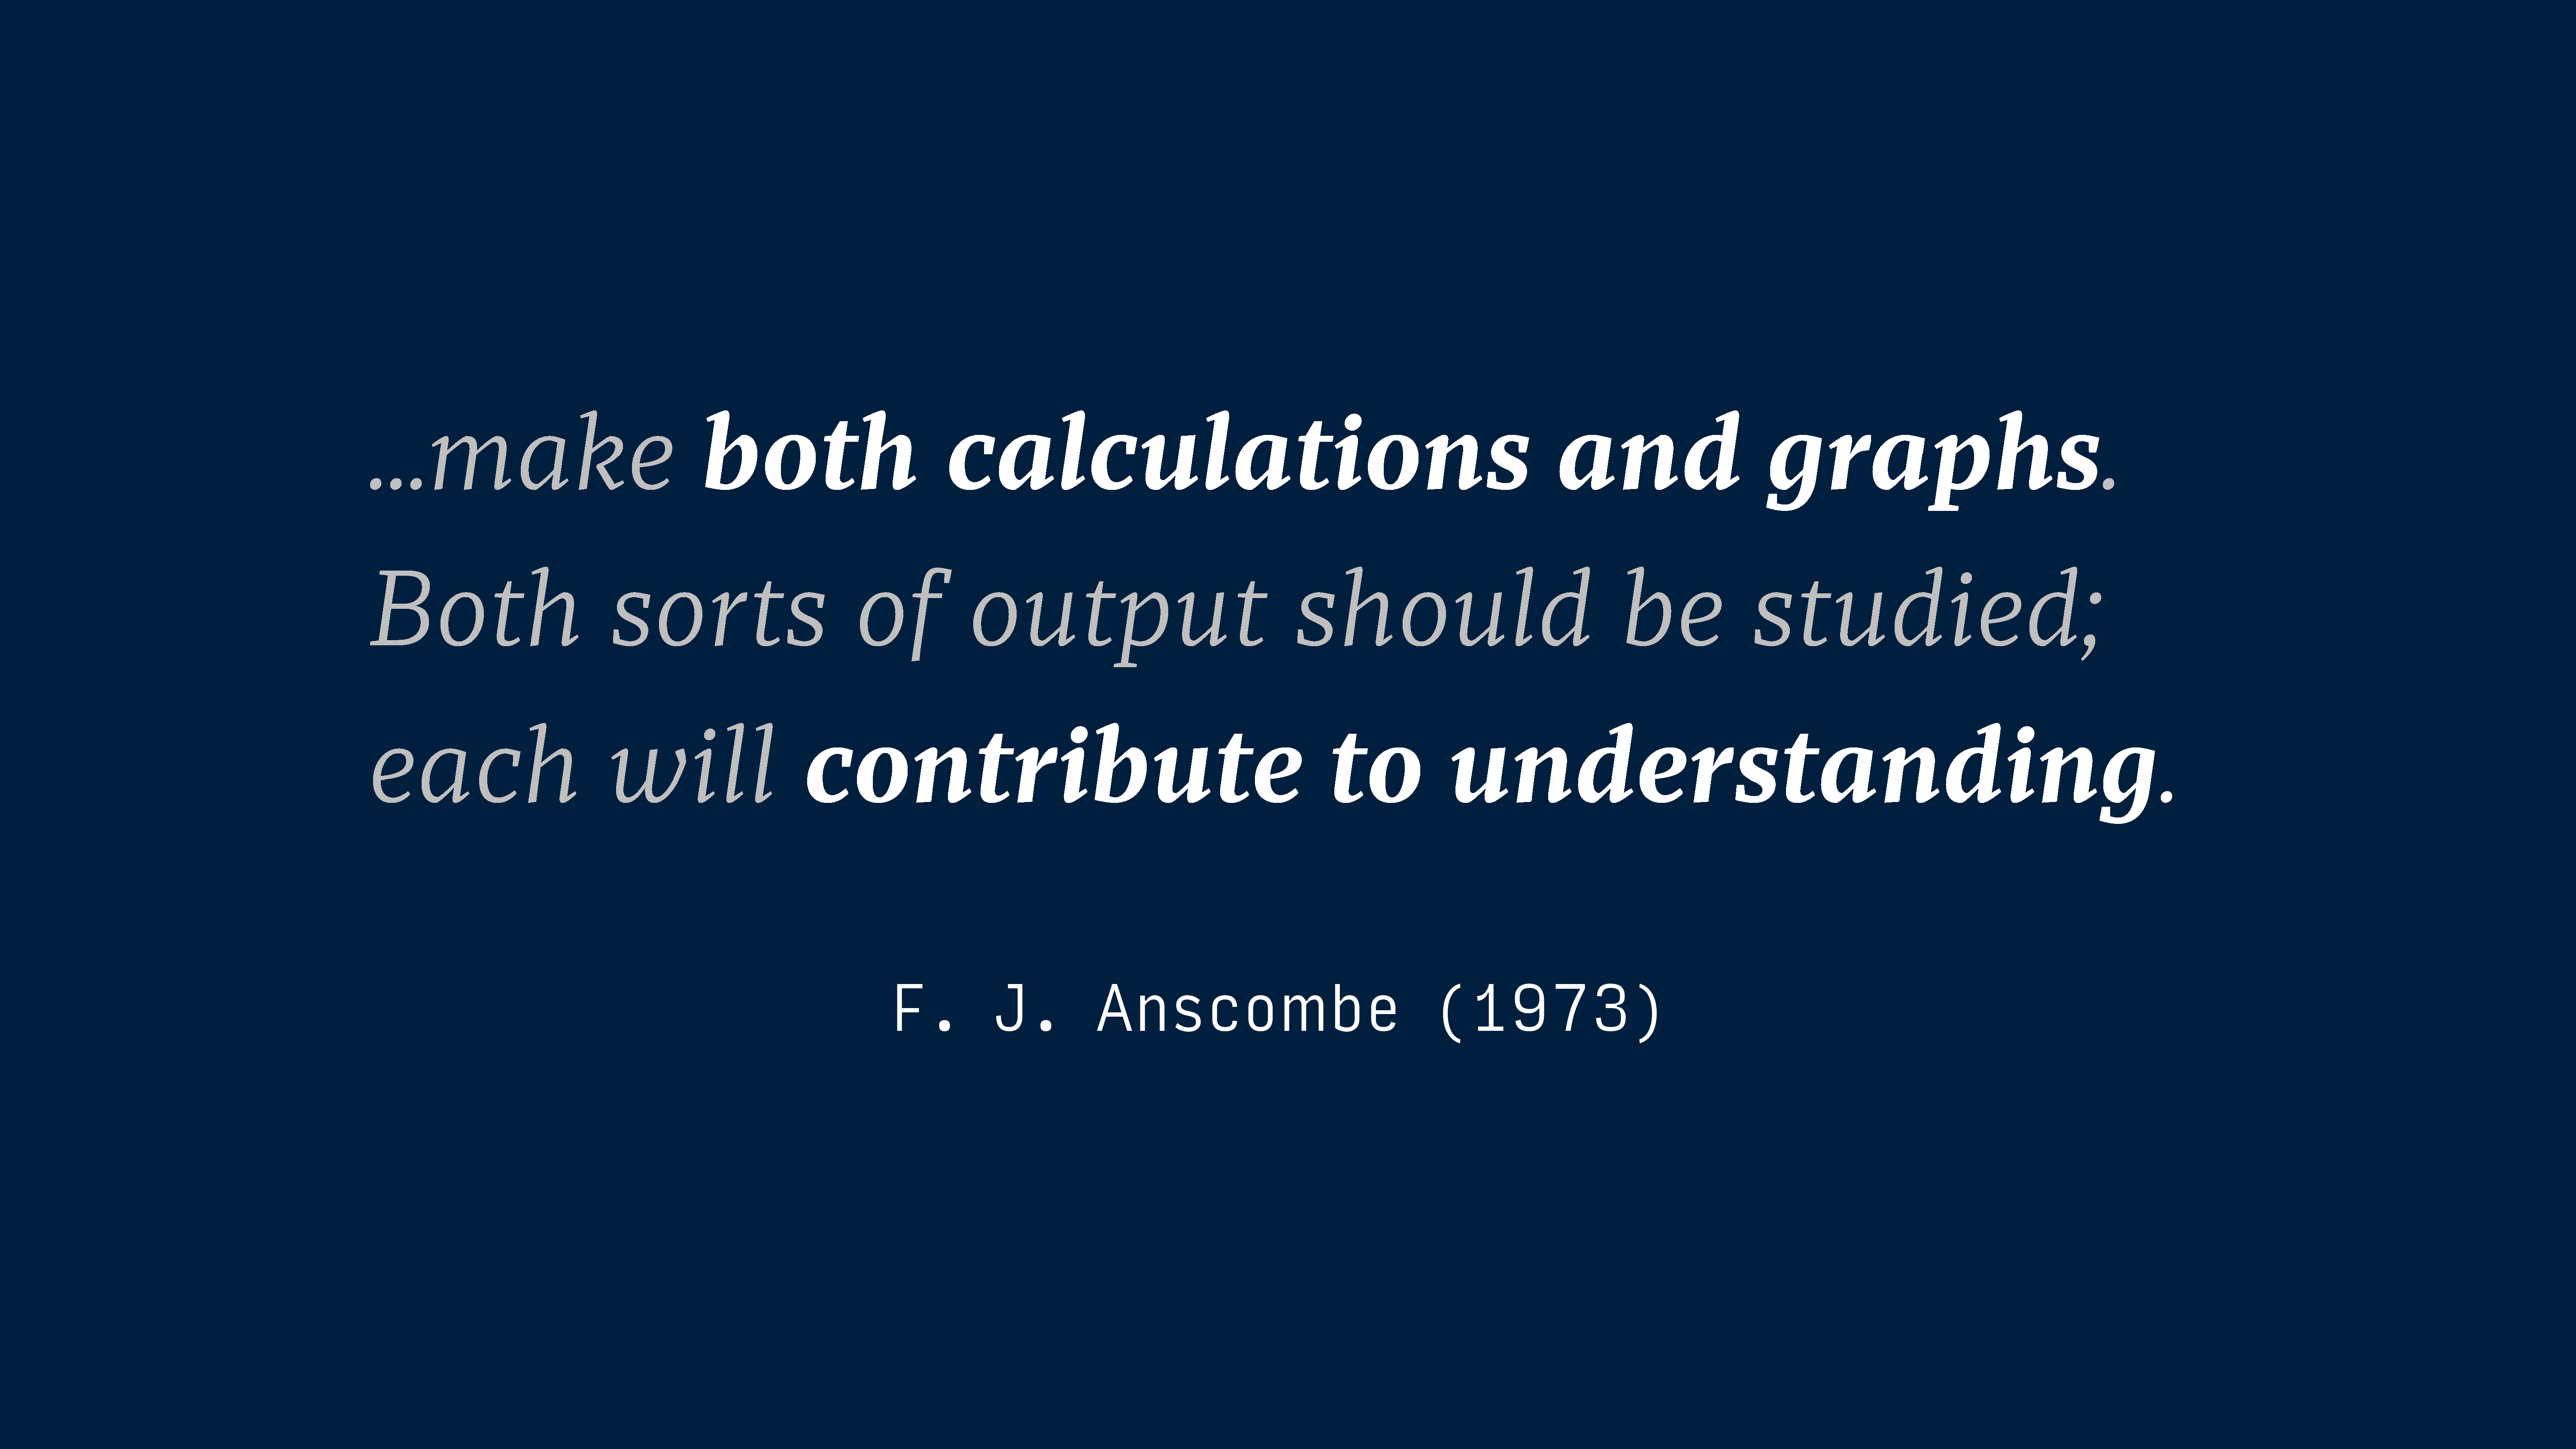 …make both calculations and graphs.
Both sorts of output should be studied;
each will contribute to understanding.
F. J. Anscombe (1973)